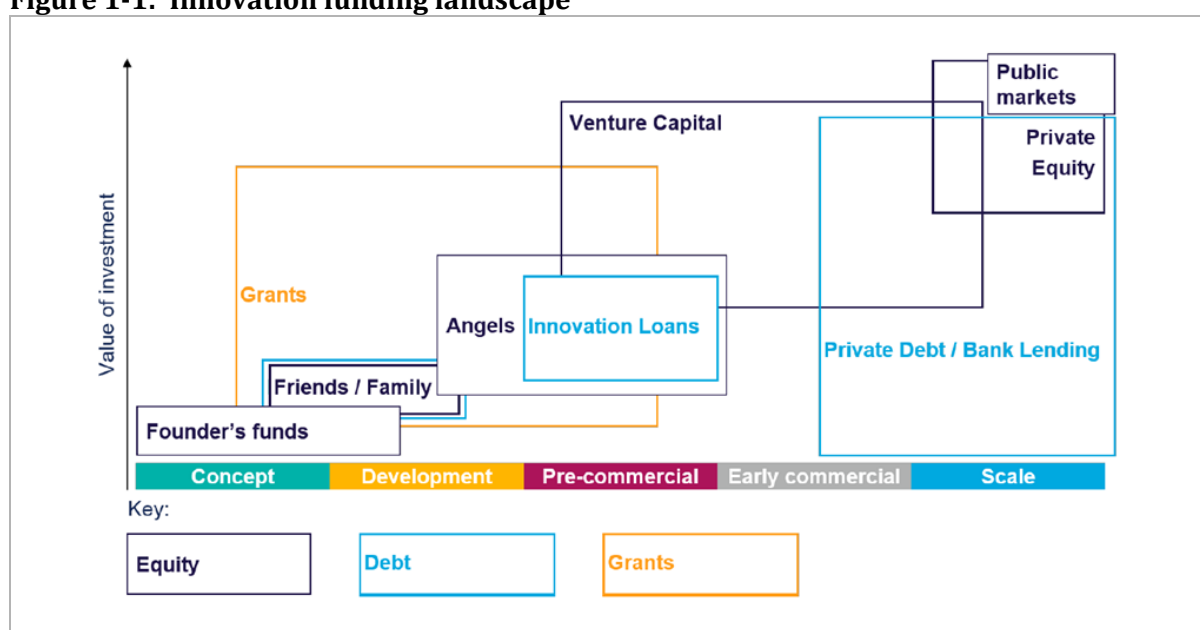 Figure 1-1: Innovation funding landscape
Public
markets
Venture Capital
Private
Equity
Value of investment
Grants
Angels
Innovation Loans
Private Debt / Bank Lending
Friends / Family
Founder's funds
Concept
Development
Pre-commercial
Early commercial
Scale
Key:
Equity
Debt
Grants